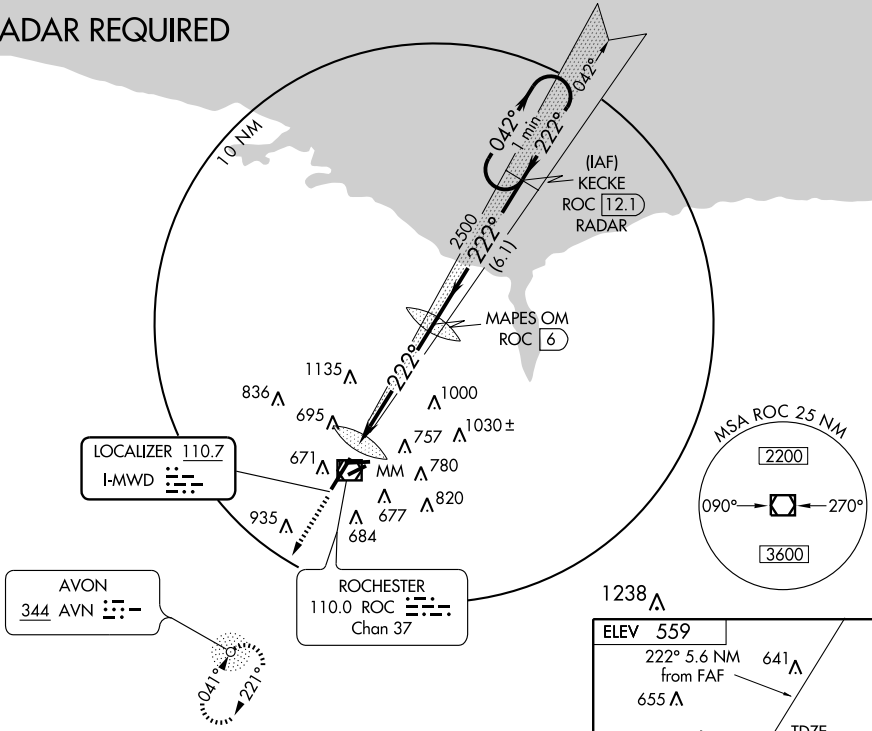 ADAR REQUIRED
10 NM
042°
042°
1 min
222°
(IAF)
KECKE
ROC 12.1
RADAR
2500
222°
(6.1)
MAPES OM
ROC 6
222°
1135
836
1000
695
1030 ±
757
LOCALIZER 110.7
I-MWD
671
MM
780
820
677
935
684
MSA ROC 25 NM
2200
090°
270°
3600
AVON
344 AVN
ROCHESTER
110.0 ROC
Chan 37
041°
221°
1238
ELEV 559
222° 5.6 NM
from FAF
641
655
TDZE